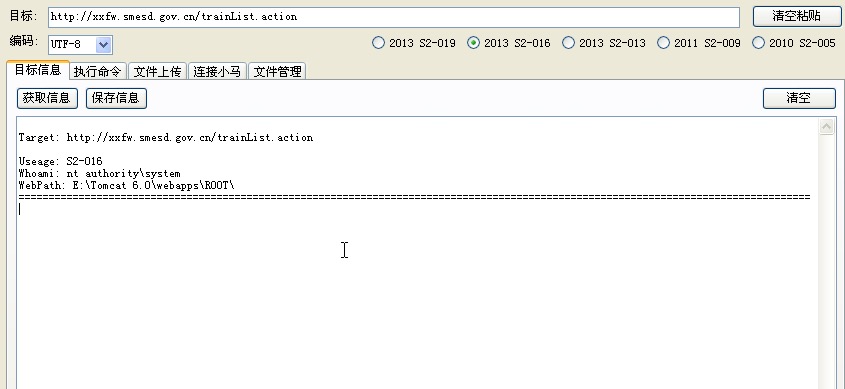 目标: http://xxfw.smesd.gov.cn/trainList.action 清空粘贴
编码: UTF-8 2013 S2-019 2013 S2-016 2013 S2-013 2011 S2-009 2010 S2-005
目标信息 执行命令 文件上传 连接小马 文件管理
获取信息 保存信息 清空
Target: http://xxfw.smesd.gov.cn/trainList.action
Useage: S2-016
Whoami: nt authority\system
WebPath: E:\Tomcat 6.0\webapps\ROOT\